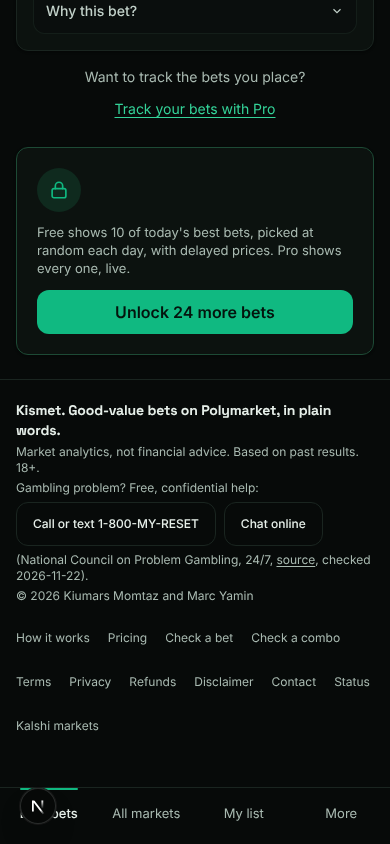 Why this bet?
Want to track the bets you place?
Track your bets with Pro
Free shows 10 of today's best bets, picked at
random each day, with delayed prices. Pro shows
every one, live.
Unlock 24 more bets
Kismet. Good-value bets on Polymarket, in plain
words.
Market analytics, not financial advice. Based on past results.
18+.
Gambling problem? Free, confidential help:
Call or text 1-800-MY-RESET
Chat online
(National Council on Problem Gambling, 24/7, source, checked
2026-11-22).
© 2026 Kiumars Momtaz and Marc Yamin
How it works Pricing Check a bet Check a combo
Terms Privacy Refunds Disclaimer Contact Status
Kalshi markets
N bets All markets My list More